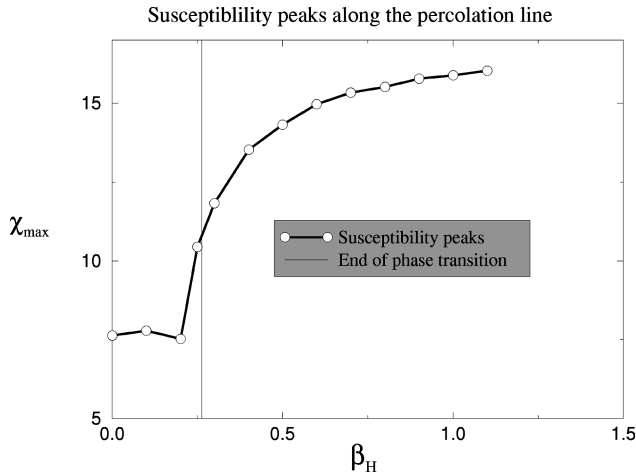 Susceptiblility peaks along the percolation line
15
χmax
10
5
Susceptibility peaks
End of phase transition
0.0 0.5 1.0 1.5
βH